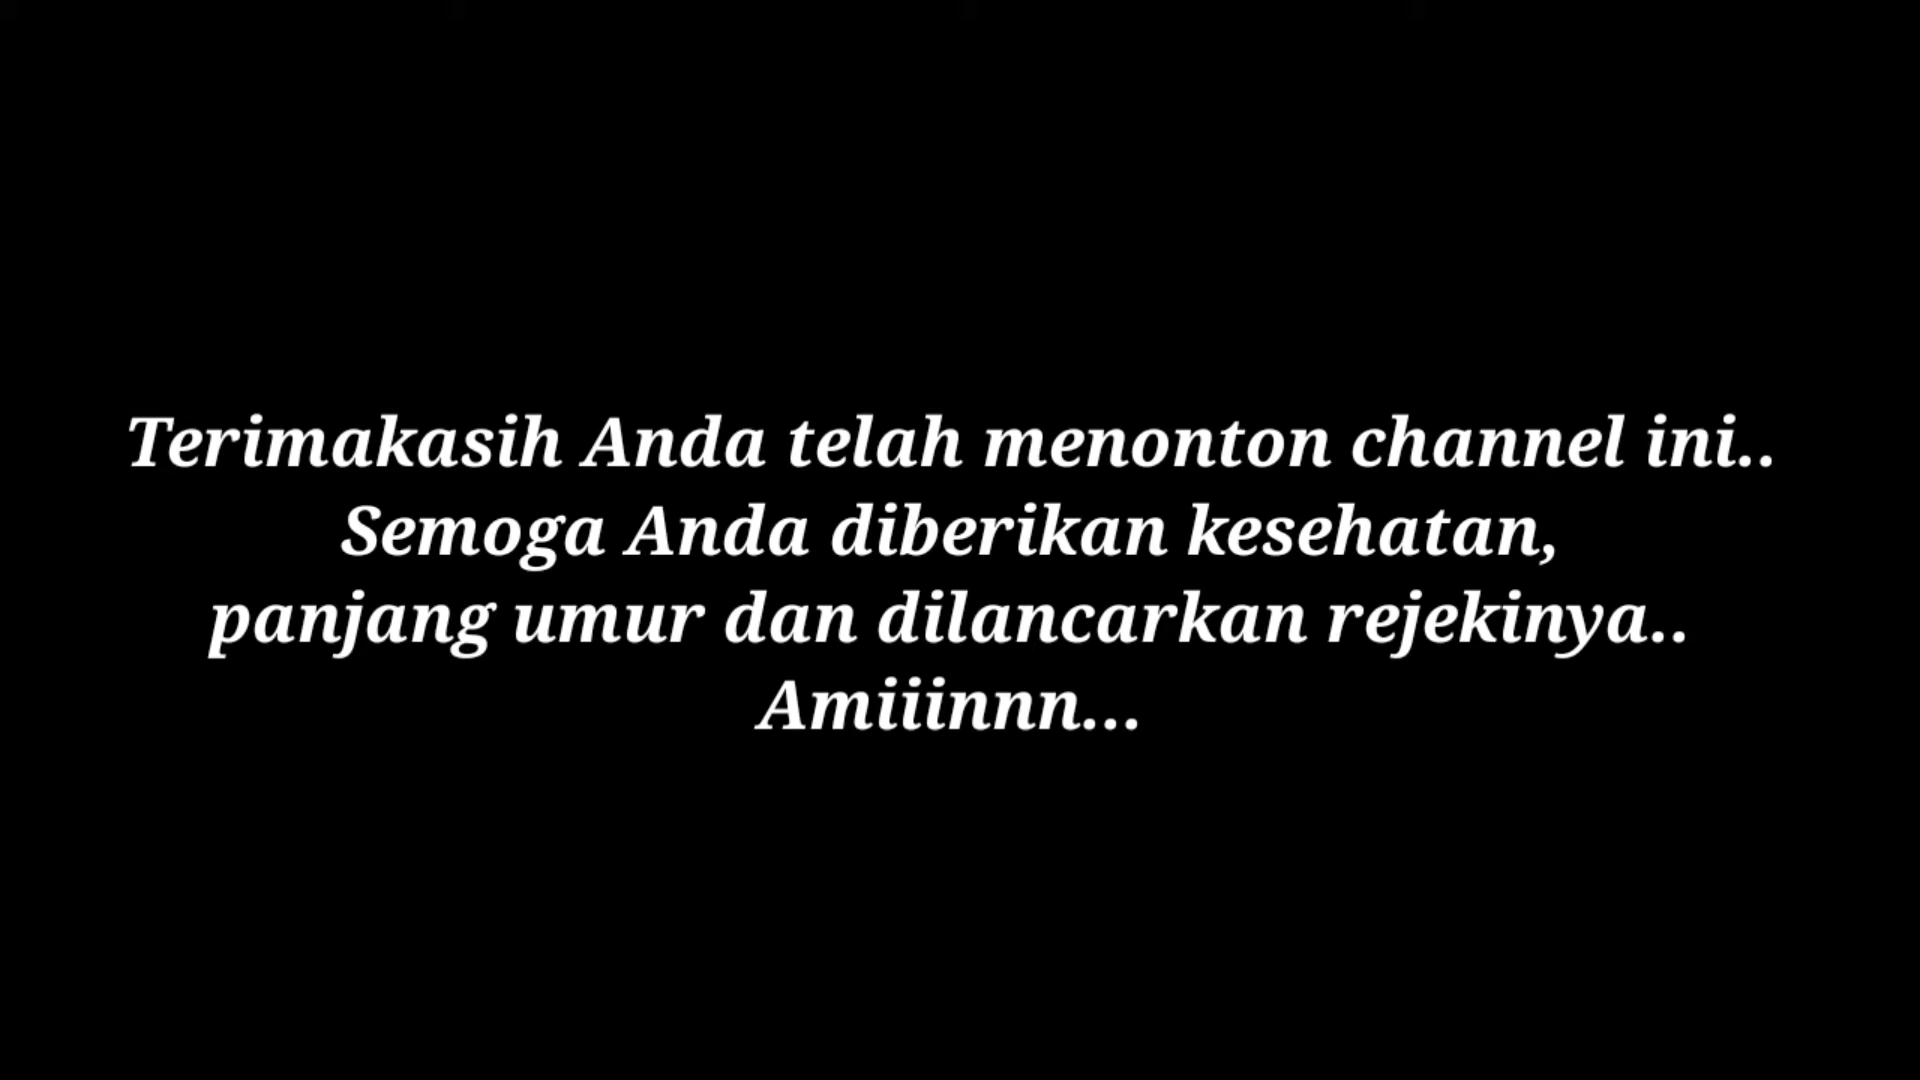 Terimakasih Anda telah menonton channel ini..
Semoga Anda diberikan kesehatan,
panjang umur dan dilancarkan rejekinya..
Amiiinnn...